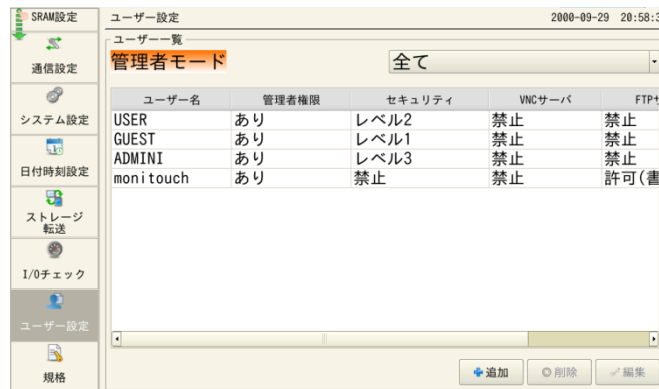 SRAM設定
通信設定
システム設定
日付時刻設定
ストレージ
転送
I/Oチェック
ユーザー設定
規格
ユーザー設定 2000-09-29 20:58:3
ユーザー一覧
管理者モード 全て
ユーザー名 管理者権限 セキュリティ VNCサーバ FTPサ
USER あり レベル2 禁止 禁止
GUEST あり レベル1 禁止 禁止
ADMINI あり レベル3 禁止 禁止
monitouch あり 禁止 禁止 許可(書
追加 削除 編集